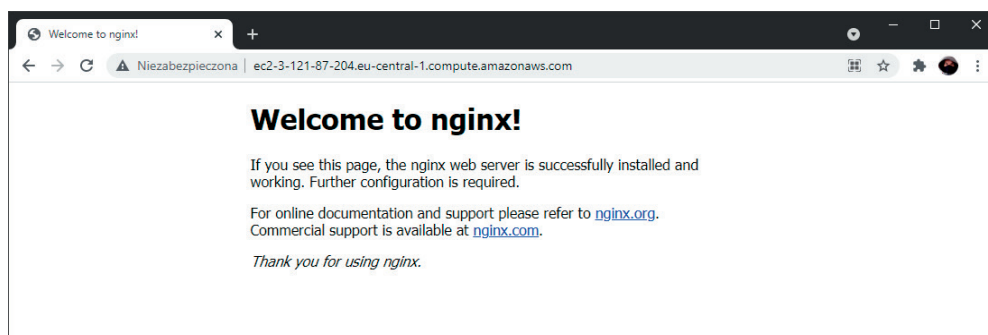 Welcome to nginx!
Niezabezpieczona | ec2-3-121-87-204.eu-central-1.compute.amazonaws.com
Welcome to nginx!
If you see this page, the nginx web server is successfully installed and
working. Further configuration is required.
For online documentation and support please refer to nginx.org.
Commercial support is available at nginx.com.
Thank you for using nginx.